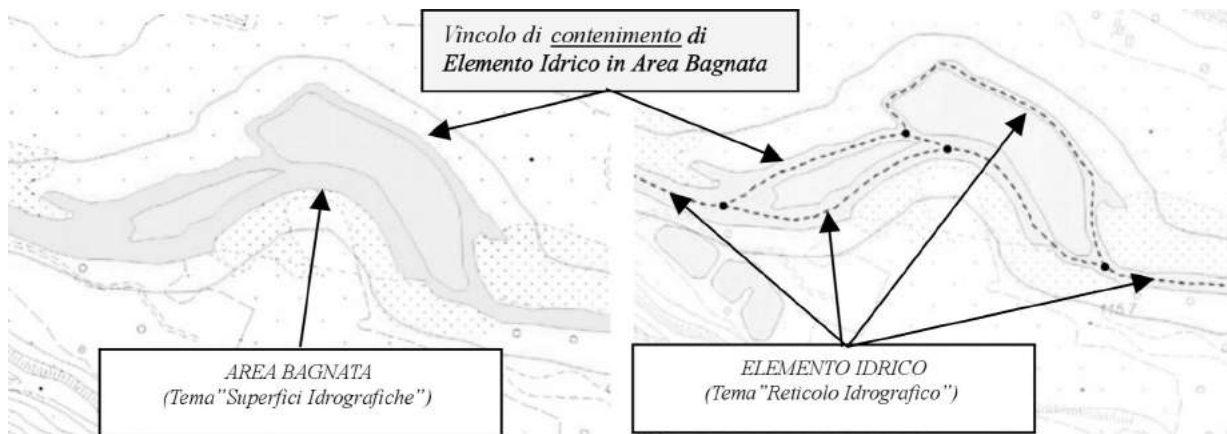 Vincolo di contenimento di
Elemento Idrico in Area Bagnata
AREA BAGNATA
(Tema"Superfici Idrografiche")
ELEMENTO IDRICO
(Tema"Reticolo Idrografico")